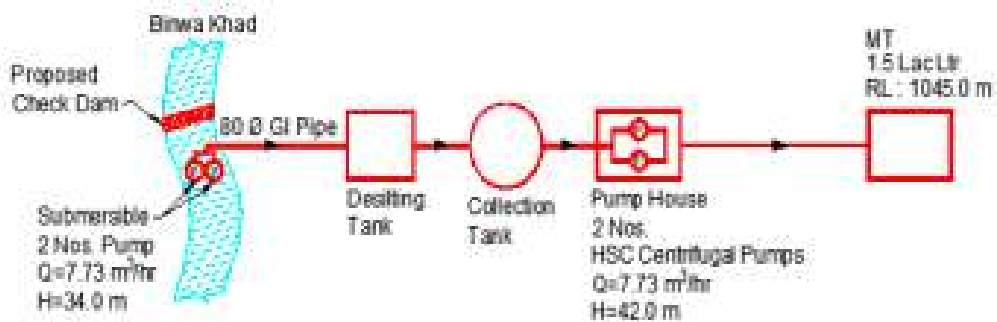 Binwa Khad
Proposed
Check Dam
80 Ø GI Pipe
Submersible
2 Nos. Pump
Q=7.73 m³/hr
H=34.0 m
Desilting
Tank
Collection
Tank
Pump House
2 Nos.
HSC Centrifugal Pumps
Q=7.73 m³/hr
H=42.0 m
MT
1.5 Lac Ltr
RL : 1045.0 m